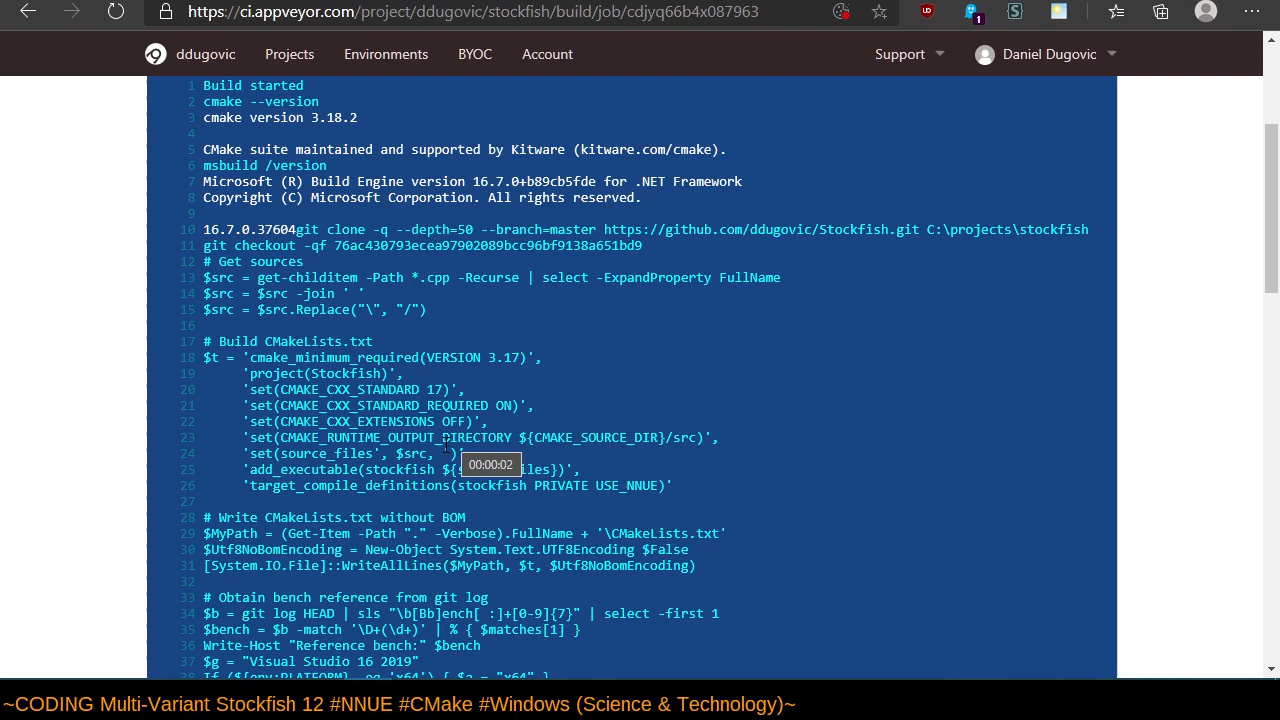 https://ci.appveyor.com/project/ddugovic/stockfish/build/job/cdjyq66b4x087963
1
ddugovic Projects Environments BYOC Account Support Daniel Dugovic
1 Build started
2 cmake --version
3 cmake version 3.18.2
4
5 CMake suite maintained and supported by Kitware (kitware.com/cmake).
6 msbuild /version
7 Microsoft (R) Build Engine version 16.7.0+b89cb5fde for .NET Framework
8 Copyright (C) Microsoft Corporation. All rights reserved.
9
10 16.7.0.37604git clone -q --depth=50 --branch=master https://github.com/ddugovic/Stockfish.git C:\projects\stockfish
11 git checkout -qf 76ac430793ecea97902089bcc96bf9138a651bd9
12 # Get sources
13 $src = get-childitem -Path *.cpp -Recurse | select -ExpandProperty FullName
14 $src = $src -join ' '
15 $src = $src.Replace("\", "/")
16
17 # Build CMakeLists.txt
18 $t = 'cmake_minimum_required(VERSION 3.17)',
19 'project(Stockfish)',
20 'set(CMAKE_CXX_STANDARD 17)',
21 'set(CMAKE_CXX_STANDARD_REQUIRED ON)',
22 'set(CMAKE_CXX_EXTENSIONS OFF)',
23 'set(CMAKE_RUNTIME_OUTPUT_DIRECTORY ${CMAKE_SOURCE_DIR}/src)',
24 'set(source_files', $src, ')'
00:00:02
25 'add_executable(stockfish iles})',
26 'target_compile_definitions(stockfish PRIVATE USE_NNUE)'
27
28 # Write CMakeLists.txt without BOM
29 $MyPath = (Get-Item -Path "." -Verbose).FullName + '\CMakeLists.txt'
30 $Utf8NoBomEncoding = New-Object System.Text.UTF8Encoding $False
31 [System.IO.File]::WriteAllLines($MyPath, $t, $Utf8NoBomEncoding)
32
33 # Obtain bench reference from git log
34 $b = git log HEAD | sls "\b[Bb]ench[ :]+[0-9]{7}" | select -first 1
35 $bench = $b -match '\D+(\d+)' | % { $matches[1] }
36 Write-Host "Reference bench:" $bench
37 $g = "Visual Studio 16 2019"
38 If (${env:PLATFORM} -eq 'x64') { $a = "x64" }
~CODING Multi-Variant Stockfish 12 #NNUE #CMake #Windows (Science & Technology)~